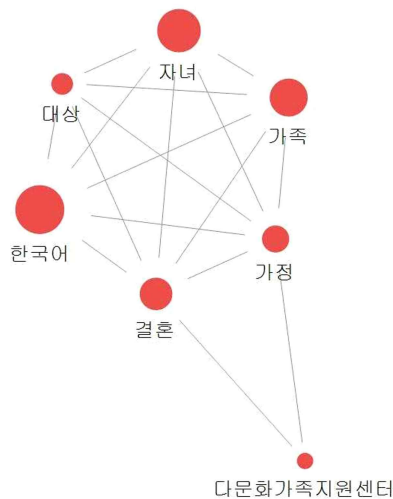 자녀
대상
가족
한국어
가정
결혼
다문화가족지원센터